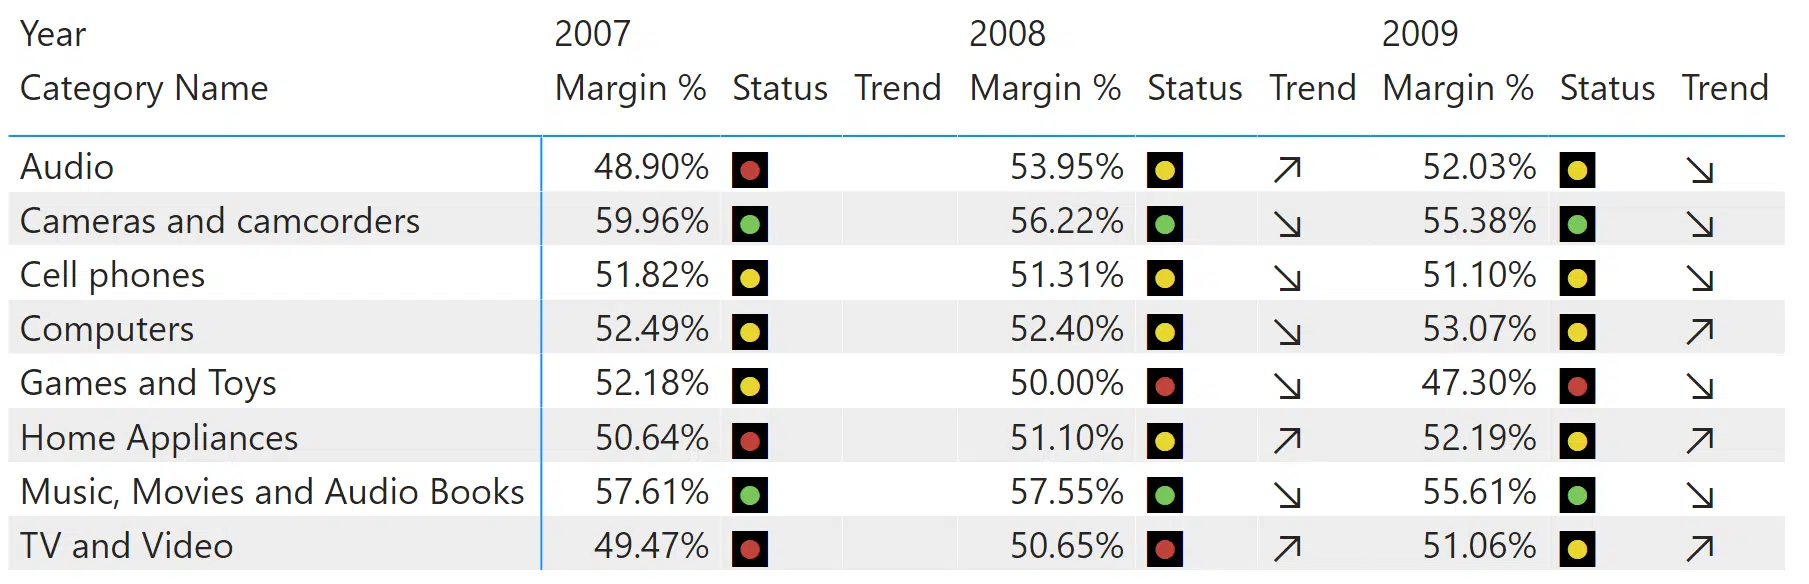 Year 2007 2008 2009
Category Name Margin % Status Trend Margin % Status Trend Margin % Status Trend
Audio 48.90% 53.95% ↗ 52.03% ↘
Cameras and camcorders 59.96% 56.22% ↘ 55.38% ↘
Cell phones 51.82% 51.31% ↘ 51.10% ↘
Computers 52.49% 52.40% ↘ 53.07% ↗
Games and Toys 52.18% 50.00% ↘ 47.30% ↘
Home Appliances 50.64% 51.10% ↗ 52.19% ↗
Music, Movies and Audio Books 57.61% 57.55% ↘ 55.61% ↘
TV and Video 49.47% 50.65% ↗ 51.06% ↗